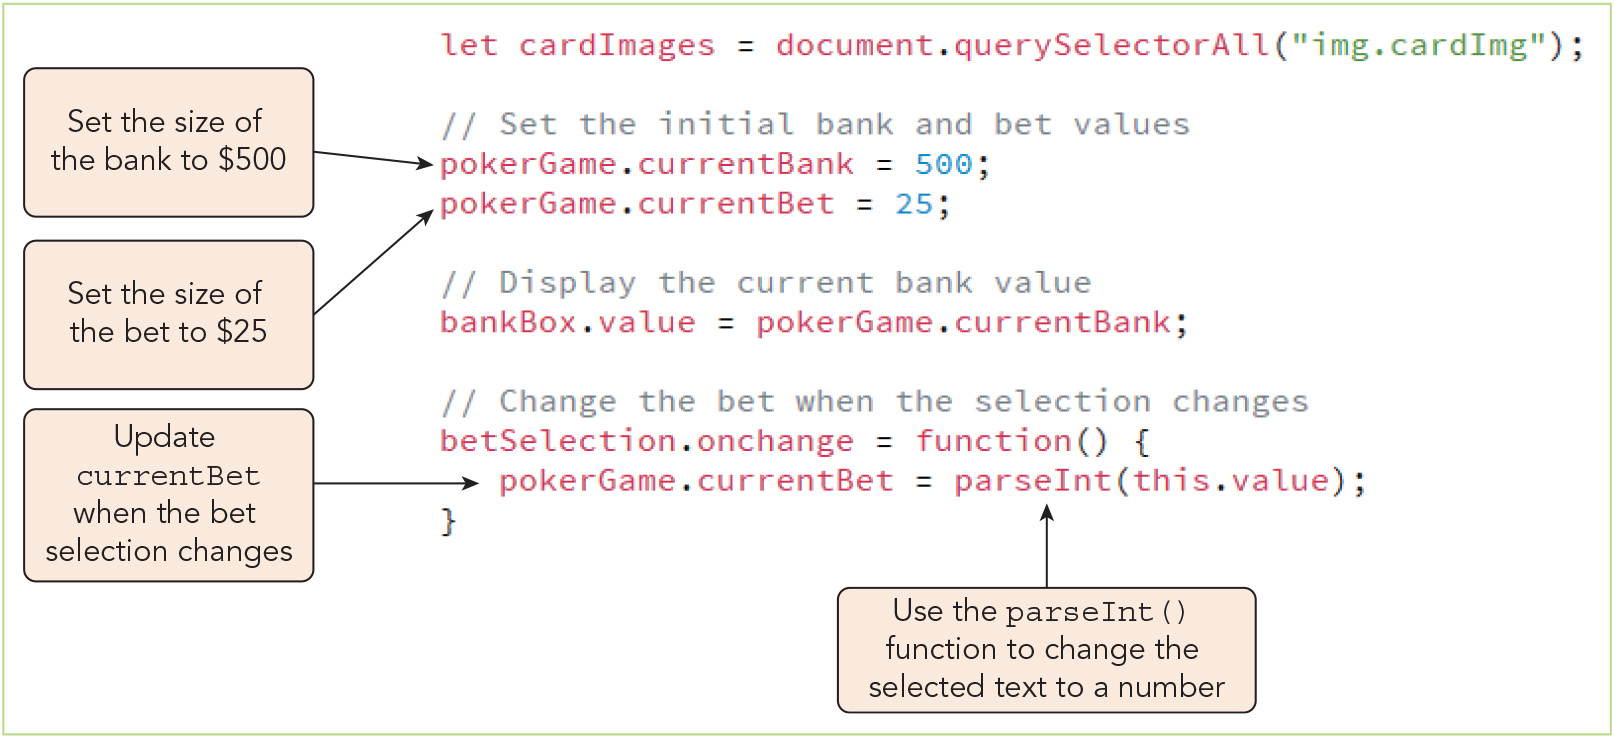 let cardImages = document.querySelectorAll("img.cardImg");
Set the size of
the bank to $500
// Set the initial bank and bet values
pokerGame.currentBank = 500;
pokerGame.currentBet = 25;
Set the size of
the bet to $25
// Display the current bank value
bankBox.value = pokerGame.currentBank;
Update
currentBet
when the bet
selection changes
// Change the bet when the selection changes
betSelection.onchange = function() {
pokerGame.currentBet = parseInt(this.value);
}
Use the parseInt()
function to change the
selected text to a number